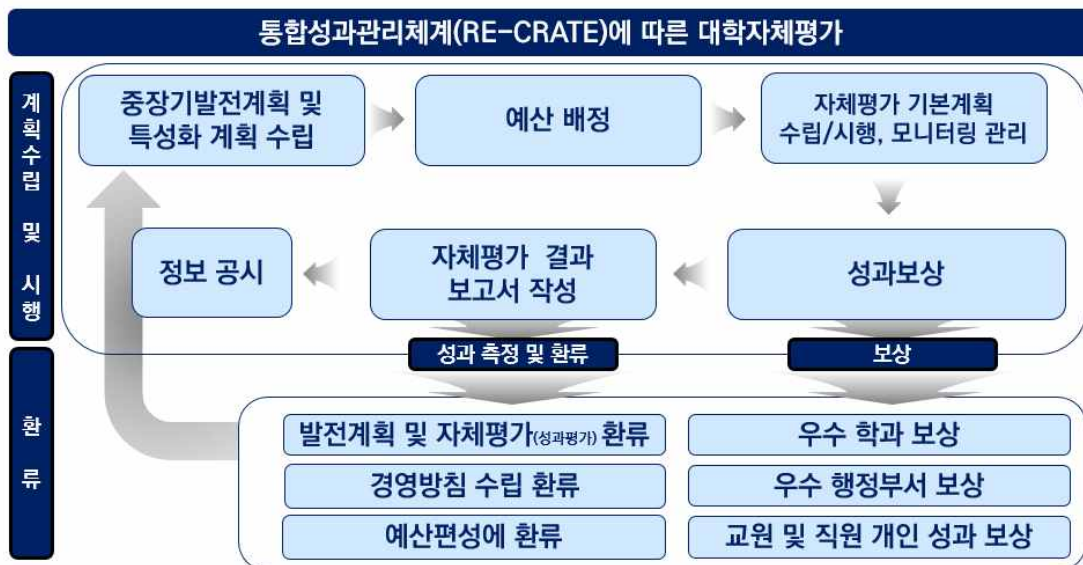 통합성과관리체계(RE-CRATE)에 따른 대학자체평가
계획수립 및 시행
중장기발전계획 및
특성화 계획 수립
예산 배정
자체평가 기본계획
수립/시행, 모니터링 관리
정보 공시
자체평가 결과
보고서 작성
성과보상
성과 측정 및 환류
보상
환류
발전계획 및 자체평가(성과평가) 환류
우수 학과 보상
경영방침 수립 환류
우수 행정부서 보상
예산편성에 환류
교원 및 직원 개인 성과 보상